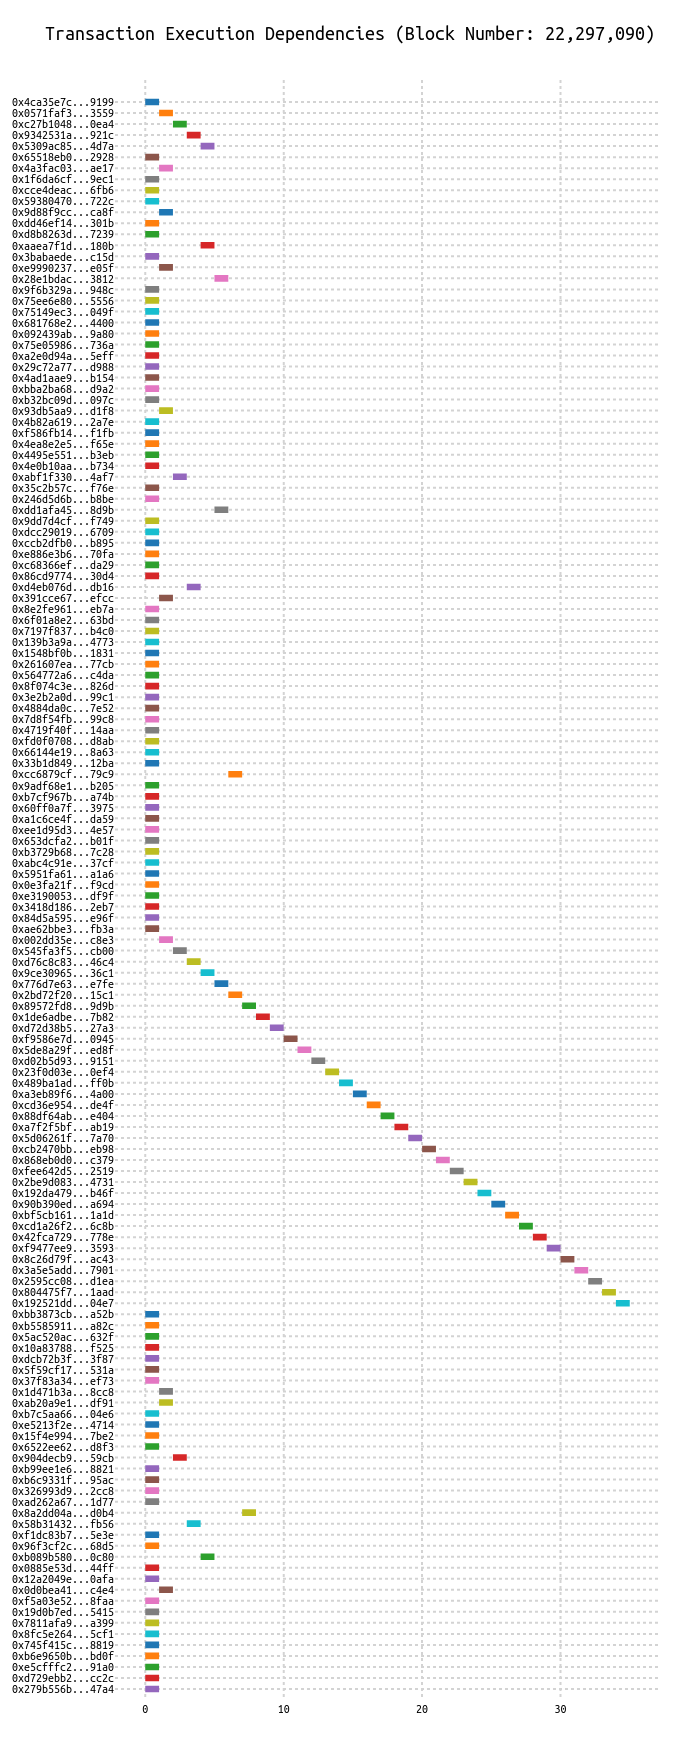 Transaction Execution Dependencies (Block Number: 22,297,090)
0x4ca35e7c...9199
0x0571faf3...3559
0xc27b1048...0ea4
0x9342531a...921c
0x5309ac85...4d7a
0x65518eb0...2928
0x4a3fac03...ae17
0x1f6da6cf...9ec1
0xcce4deac...6fb6
0x59380470...722c
0x9d88f9cc...ca8f
0xdd46ef14...301b
0xd8b8263d...7239
0xaaea7f1d...180b
0x3babaede...c15d
0xe9990237...e05f
0x28e1bdac...3812
0x9f6b329a...948c
0x75ee6e80...5556
0x75149ec3...049f
0x681768e2...4400
0x092439ab...9a80
0x75e05986...736a
0xa2e0d94a...5eff
0x29c72a77...d988
0x4ad1aae9...b154
0xbba2ba68...d9a2
0xb32bc09d...097c
0x93db5aa9...d1f8
0x4b82a619...2a7e
0xf586fb14...f1fb
0x4ea8e2e5...f65e
0x4495e551...b3eb
0x4e0b10aa...b734
0xabf1f330...4af7
0x35c2b57c...f76e
0x246d5d6b...b8be
0xdd1afa45...8d9b
0x9dd7d4cf...f749
0xdcc29019...6709
0xccb2dfb0...b895
0xe886e3b6...70fa
0xc68366ef...da29
0x86cd9774...30d4
0xd4eb076d...db16
0x391cce67...efcc
0x8e2fe961...eb7a
0x6f01a8e2...63bd
0x7197f837...b4c0
0x139b3a9a...4773
0x1548bf0b...1831
0x261607ea...77cb
0x564772a6...c4da
0x8f074c3e...826d
0x3e2b2a0d...99c1
0x4884da0c...7e52
0x7d8f54fb...99c8
0x4719f40f...14aa
0xfd0f0708...d8ab
0x66144e19...8a63
0x33b1d849...12ba
0xcc6879cf...79c9
0x9adf68e1...b205
0xb7cf967b...a74b
0x60ff0a7f...3975
0xa1c6ce4f...da59
0xee1d95d3...4e57
0x653dcfa2...b01f
0xb3729b68...7c28
0xabc4c91e...37cf
0x5951fa61...a1a6
0x0e3fa21f...f9cd
0xe3190053...df9f
0x3418d186...2eb7
0x84d5a595...e96f
0xae62bbe3...fb3a
0x002dd35e...c8e3
0x545fa3f5...cb00
0xd76c8c83...46c4
0x9ce30965...36c1
0x776d7e63...e7fe
0x2bd72f20...15c1
0x89572fd8...9d9b
0x1de6adbe...7b82
0xd72d38b5...27a3
0xf9586e7d...0945
0x5de8a29f...ed8f
0xd02b5d93...9151
0x23f0d03e...0ef4
0x489ba1ad...ff0b
0xa3eb89f6...4a00
0xcd36e954...de4f
0x88df64ab...e404
0xa7f2f5bf...ab19
0x5d06261f...7a70
0xcb2470bb...eb98
0x868eb0d0...c379
0xfee642d5...2519
0x2be9d083...4731
0x192da479...b46f
0x90b390ed...a694
0xbf5cb161...1a1d
0xcd1a26f2...6c8b
0x42fca729...778e
0xf9477ee9...3593
0x8c26d79f...ac43
0x3a5e5add...7901
0x2595cc08...d1ea
0x804475f7...1aad
0x192521dd...04e7
0xbb3873cb...a52b
0xb5585911...a82c
0x5ac520ac...632f
0x10a83788...f525
0xdcb72b3f...3f87
0x5f59cf17...531a
0x37f83a34...ef73
0x1d471b3a...8cc8
0xab20a9e1...df91
0xb7c5aa66...04e6
0xe5213f2e...4714
0x15f4e994...7be2
0x6522ee62...d8f3
0x904decb9...59cb
0xb99ee1e6...8821
0xb6c9331f...95ac
0x326993d9...2cc8
0xad262a67...1d77
0x8a2dd04a...d0b4
0x58b31432...fb56
0xf1dc83b7...5e3e
0x96f3cf2c...68d5
0xb089b580...0c80
0x0885e53d...44ff
0x12a2049e...0afa
0x0d0bea41...c4e4
0xf5a03e52...8faa
0x19d0b7ed...5415
0x7811afa9...a399
0x8fc5e264...5cf1
0x745f415c...8819
0xb6e9650b...bd0f
0xe5cfffc2...91a0
0xd729ebb2...cc2c
0x279b556b...47a4
0 10 20 30